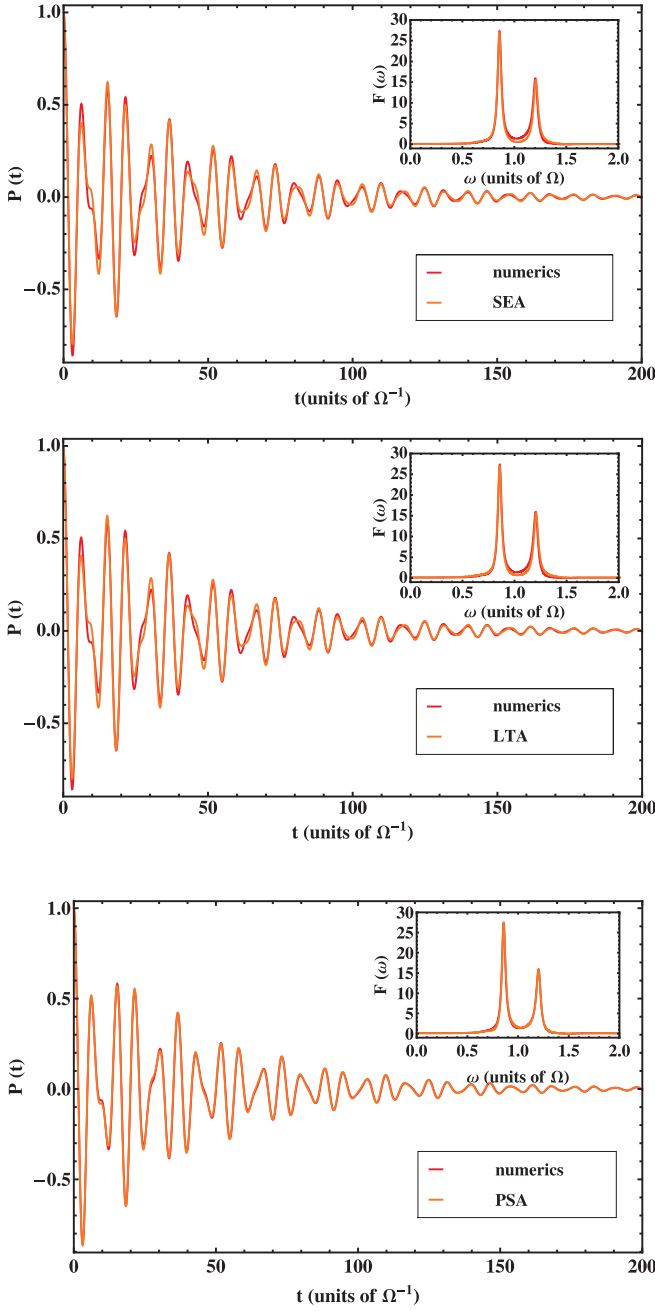 1.0
0.5
0.0
−0.5
P (t)
0 50 100 150 200
t(units of Ω⁻¹)
30
25
20
15
10
5
0
F (ω)
0.0 0.5 1.0 1.5 2.0
ω (units of Ω)
numerics
SEA
1.0
0.5
0.0
−0.5
P (t)
0 50 100 150 200
t (units of Ω⁻¹)
30
25
20
15
10
5
0
F (ω)
0.0 0.5 1.0 1.5 2.0
ω (units of Ω)
numerics
LTA
1.0
0.5
0.0
−0.5
P (t)
0 50 100 150 200
t (units of Ω⁻¹)
30
25
20
15
10
5
0
F (ω)
0.0 0.5 1.0 1.5 2.0
ω (units of Ω)
numerics
PSA